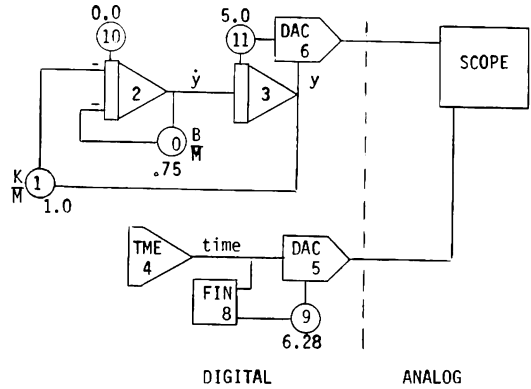 0.0
10
5.0
11
DAC
6
SCOPE
-
-
2
ẏ
3
y
0
B
M
.75
K
M
1
1.0
TME
4
time
DAC
5
FIN
8
9
6.28
DIGITAL
ANALOG